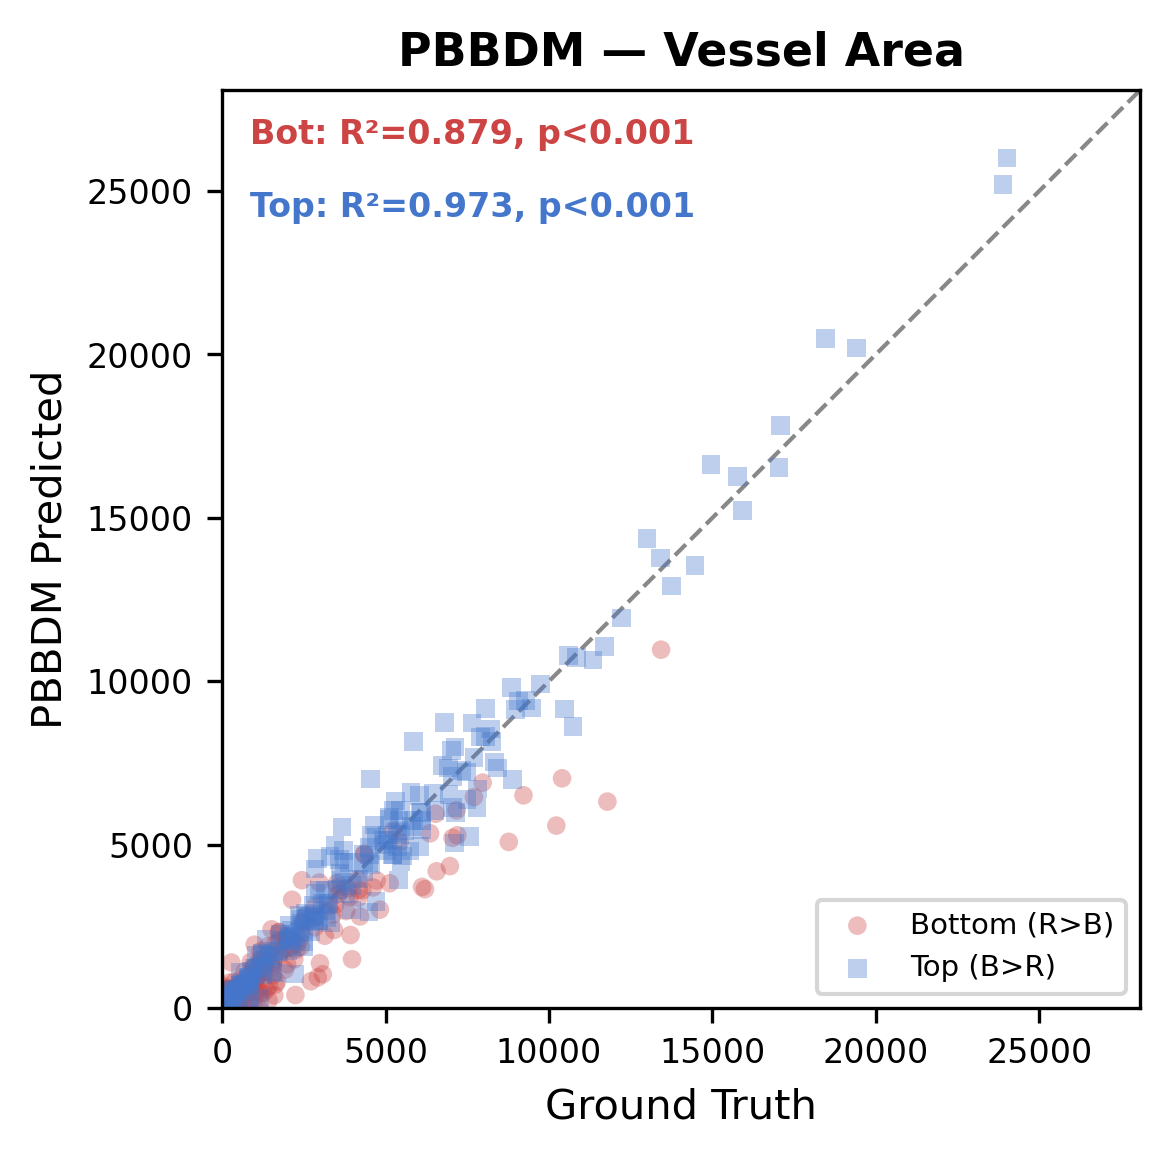 PBBDM — Vessel Area
Bot: R²=0.879, p<0.001
Top: R²=0.973, p<0.001
PBBDM Predicted
25000
20000
15000
10000
5000
0
0 5000 10000 15000 20000 25000
Ground Truth
Bottom (R>B)
Top (B>R)